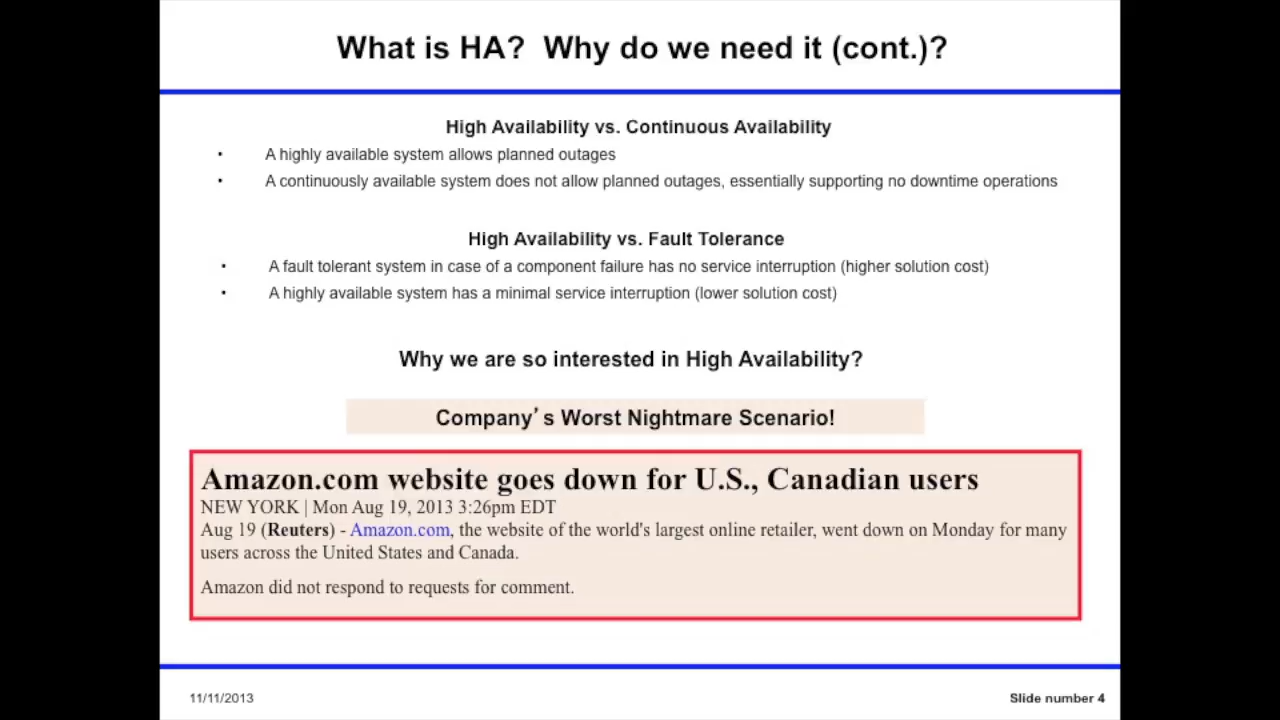 What is HA? Why do we need it (cont.)?
High Availability vs. Continuous Availability
• A highly available system allows planned outages
• A continuously available system does not allow planned outages, essentially supporting no downtime operations
High Availability vs. Fault Tolerance
• A fault tolerant system in case of a component failure has no service interruption (higher solution cost)
• A highly available system has a minimal service interruption (lower solution cost)
Why we are so interested in High Availability?
Company’s Worst Nightmare Scenario!
Amazon.com website goes down for U.S., Canadian users
NEW YORK | Mon Aug 19, 2013 3:26pm EDT
Aug 19 (Reuters) - Amazon.com, the website of the world's largest online retailer, went down on Monday for many
users across the United States and Canada.
Amazon did not respond to requests for comment.
11/11/2013
Slide number 4